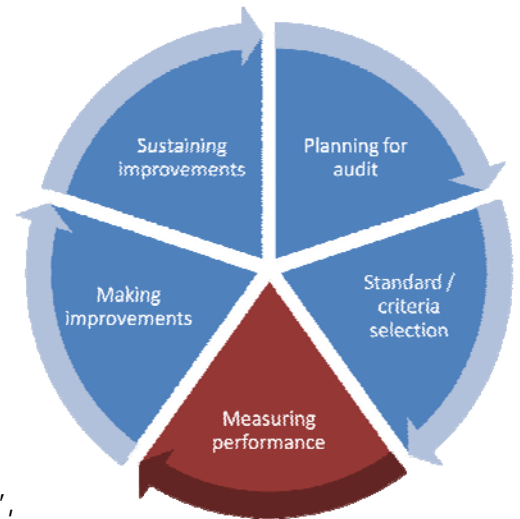 Sustaining
improvements
Planning for
audit
Standard /
criteria
selection
Making
improvements
Measuring
performance
',